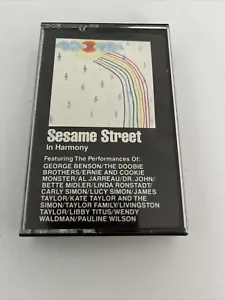 Sesame Street
In Harmony
Featuring The Performances Of:
GEORGE BENSON/THE DOOBIE
BROTHERS/ERNIE AND COOKIE
MONSTER/AL JARREAU/DR. JOHN/
BETTE MIDLER/LINDA RONSTADT/
CARLY SIMON/LUCY SIMON/JAMES
TAYLOR/KATE TAYLOR AND THE
SIMON/TAYLOR FAMILY/LIVINGSTON
TAYLOR/LIBBY TITUS/WENDY
WALDMAN/PAULINE WILSON